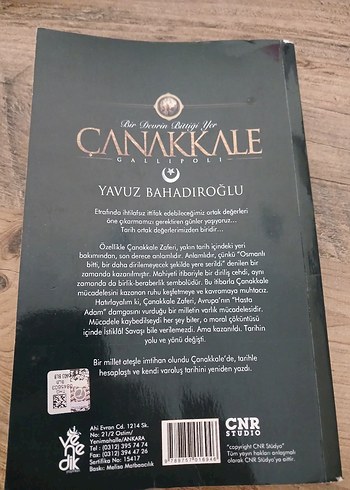 Bir Devrin Bittiği Yer
ÇANAKKALE
GALLIPOLI
YAVUZ BAHADIROĞLU
Etrafında ihtilafsız ittifak edebileceğimiz ortak değerleri
öne çıkarmamızı gerektiren günler yaşıyoruz...
Tarih ortak değerlerimizden biridir...
Özellikle Çanakkale Zaferi, yakın tarih içindeki yeri
bakımından, son derece anlamlıdır. Anlamlıdır, çünkü "Osmanlı
bitti, bir daha dirilemeyecek şekilde yere serildi" denilen bir
zamanda kazanılmıştır. Mahiyeti itibariyle bir diriliş cehdi, aynı
zamanda da birlik-beraberlik sembolüdür. Bu itibarla Çanakkale
mücadelesini kazanan ruhu keşfetmeye ve kavramaya muhtacız.
Hatırlayalım ki, Çanakkale Zaferi, Avrupa'nın "Hasta
Adam" damgasını vurduğu bir milletin varlık mücadelesidir.
Mücadele kaybedilseydi her şey biter, o moral çöküntüsü
içinde İstiklâl Savaşı bile verilemezdi. Ama kazanıldı. Tarihin
yolu ve yönü değişti.
Bir millet ateşle imtihan olundu Çanakkale'de, tarihle
hesaplaştı ve kendi varoluş tarihini yeniden yazdı.
yenedik
Ahi Evran Cd. 1214 Sk.
No: 21/2 Ostim/
Yenimahalle/ANKARA
Tel : (0312) 395 74 74
Fax: (0312) 394 47 26
Sertifika No: 15417
Baskı: Melisa Matbaacılık
CNR
STUDIO
"copyright CNR Stüdyo"
Tüm yayın hakları anlaşmalı
olarak CNR Stüdyo'ya aittir.